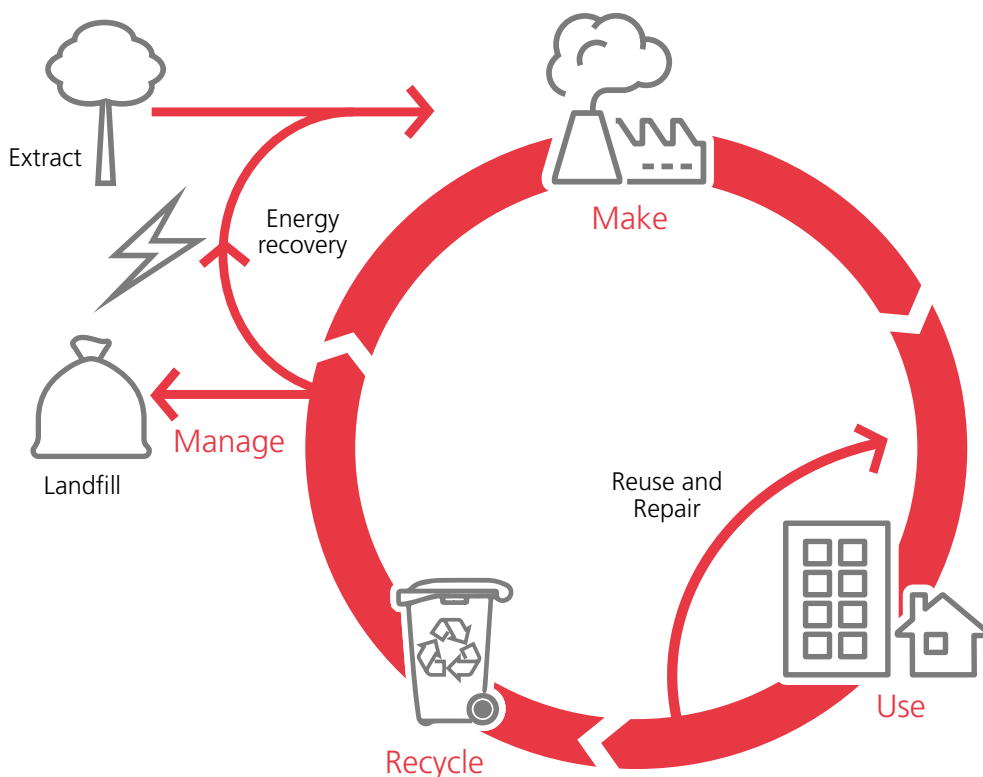 Extract
Make
Energy
recovery
Manage
Landfill
Reuse and
Repair
Use
Recycle